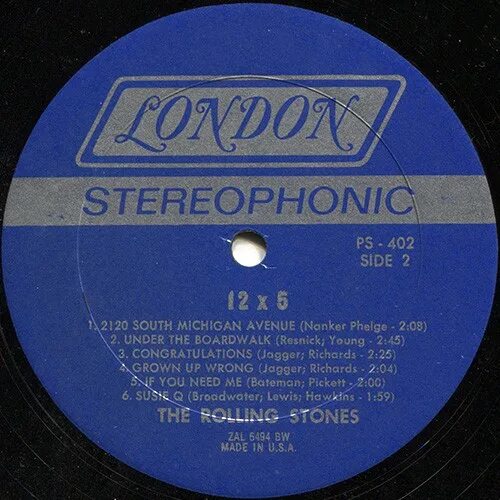 LONDON
STEREOPHONIC
PS - 402
SIDE 2
12 x 5
1. 2120 SOUTH MICHIGAN AVENUE (Nanker Phelge - 2:08)
2. UNDER THE BOARDWALK (Resnick; Young - 2:45)
3. CONGRATULATIONS (Jagger; Richards - 2:25)
4. GROWN UP WRONG (Jagger; Richards - 2:04)
5. IF YOU NEED ME (Bateman; Pickett - 2:00)
6. SUSIE Q (Broadwater; Lewis; Hawkins - 1:59)
THE ROLLING STONES
ZAL 6494 BW
MADE IN U.S.A.